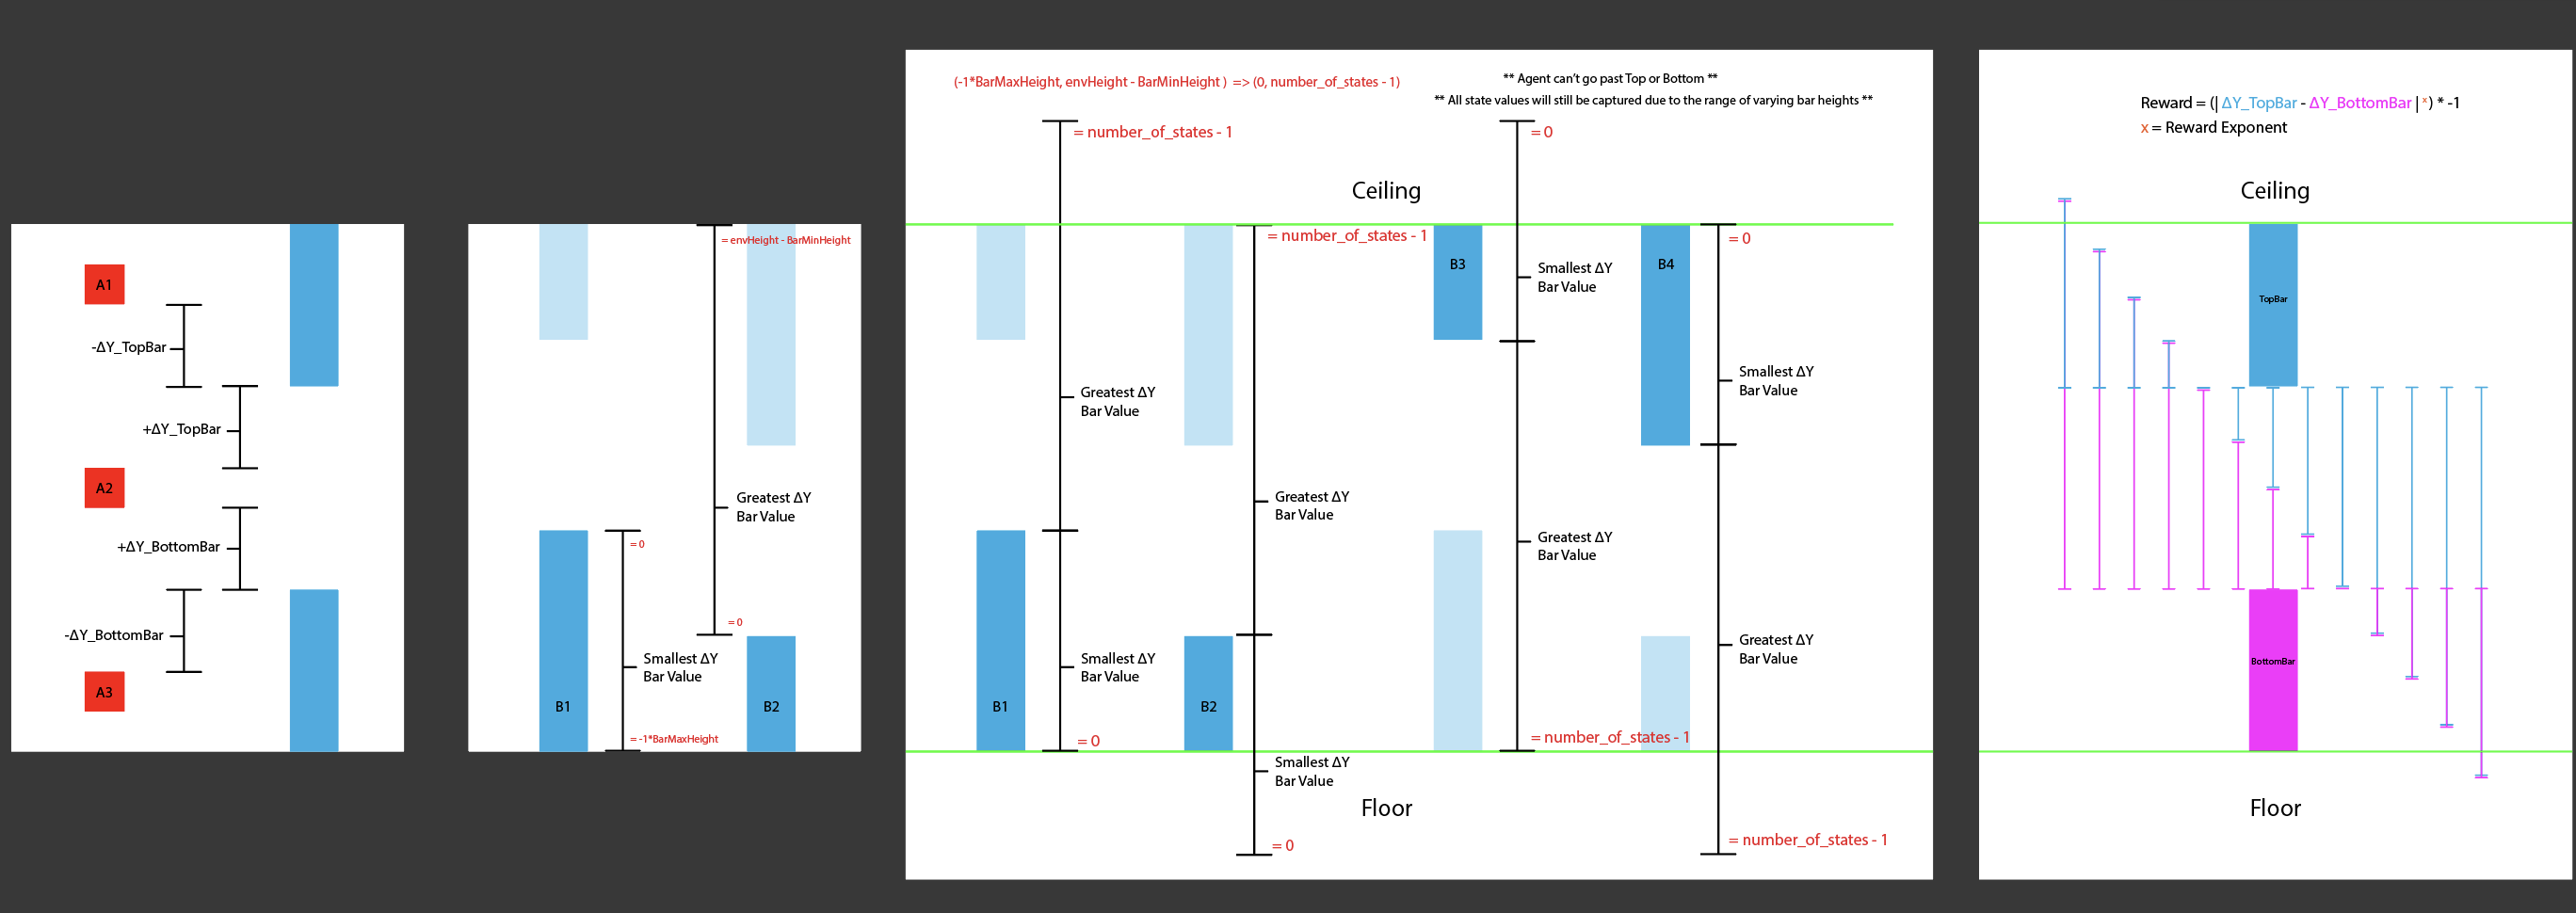 A1
-ΔY_TopBar
+ΔY_TopBar
A2
+ΔY_BottomBar
-ΔY_BottomBar
A3
= envHeight - BarMinHeight
Greatest ΔY
Bar Value
= 0
= 0
Smallest ΔY
Bar Value
B1
B2
= -1*BarMaxHeight
(-1*BarMaxHeight, envHeight - BarMinHeight ) => (0, number_of_states - 1)
** Agent can't go past Top or Bottom **
** All state values will still be captured due to the range of varying bar heights **
= number_of_states - 1
= 0
Ceiling
= number_of_states - 1
B3
B4
= 0
Smallest ΔY
Bar Value
Greatest ΔY
Bar Value
Smallest ΔY
Bar Value
Greatest ΔY
Bar Value
Greatest ΔY
Bar Value
Smallest ΔY
Bar Value
Greatest ΔY
Bar Value
B1
B2
= 0
= number_of_states - 1
Smallest ΔY
Bar Value
Floor
= 0
= number_of_states - 1
Reward = (| ΔY_TopBar - ΔY_BottomBar | x) * -1
x = Reward Exponent
Ceiling
TopBar
BottomBar
Floor